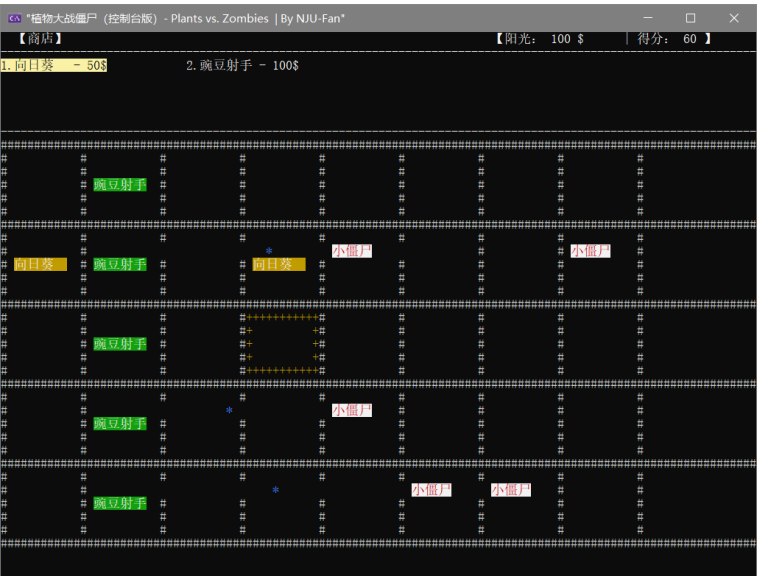 "植物大战僵尸（控制台版）- Plants vs. Zombies | By NJU-Fan"
【商店】 【阳光： 100 $ | 得分： 60 】
1.向日葵 - 50$ 2.豌豆射手 - 100$
豌豆射手
小僵尸 小僵尸
向日葵 豌豆射手 向日葵
豌豆射手
小僵尸
豌豆射手
小僵尸 小僵尸
豌豆射手